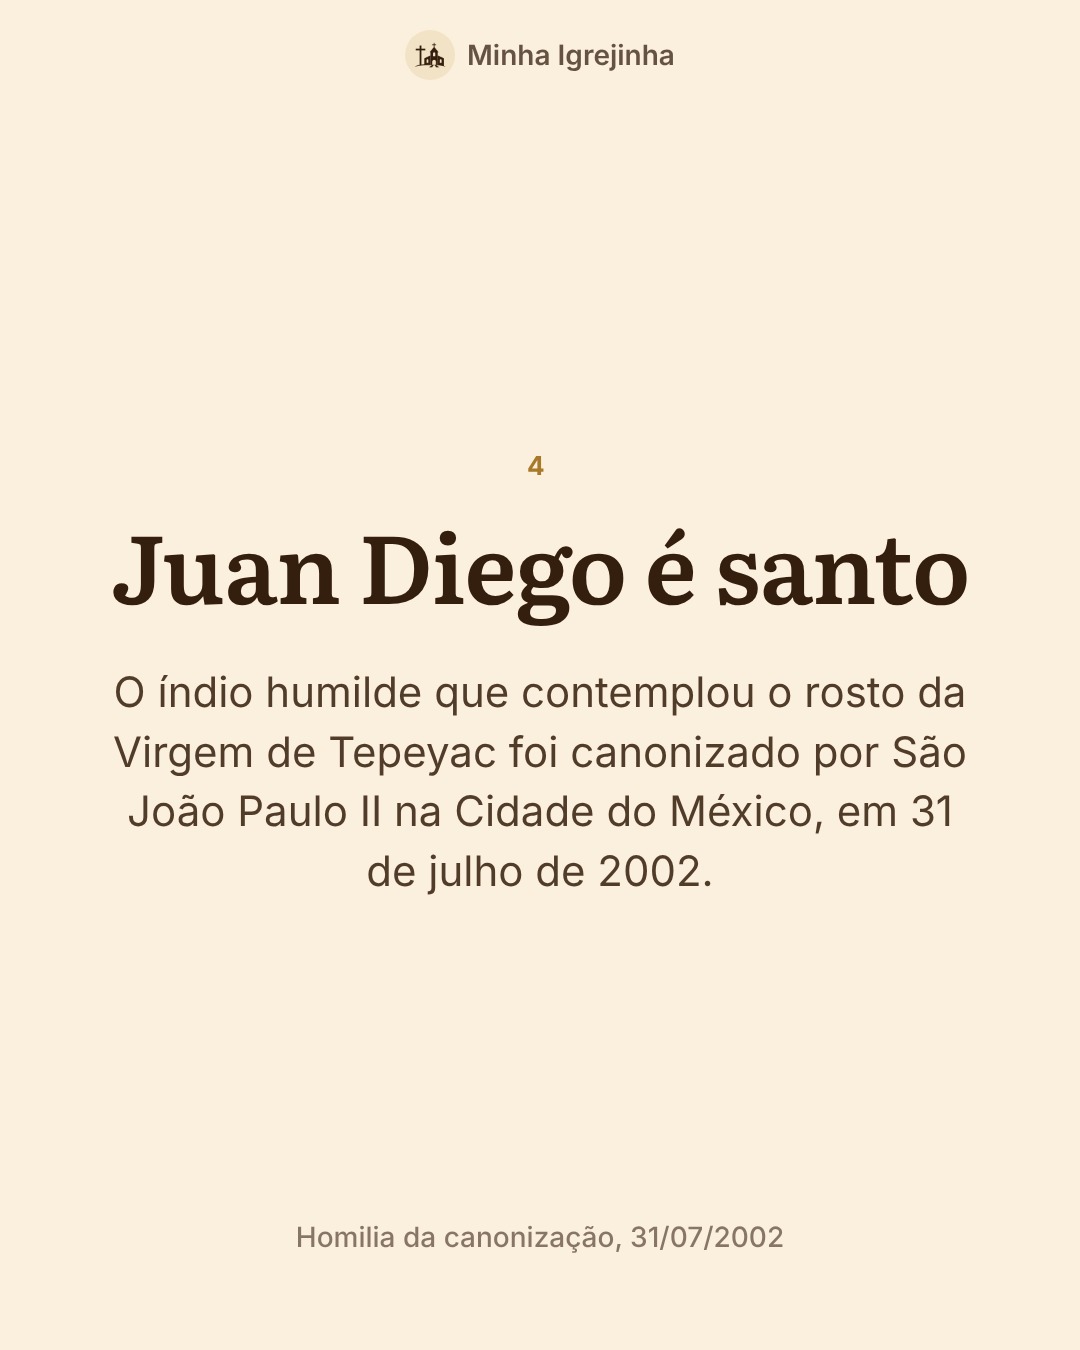 Minha Igrejinha
4
Juan Diego é santo
O índio humilde que contemplou o rosto da
Virgem de Tepeyac foi canonizado por São
João Paulo II na Cidade do México, em 31
de julho de 2002.
Homilia da canonização, 31/07/2002